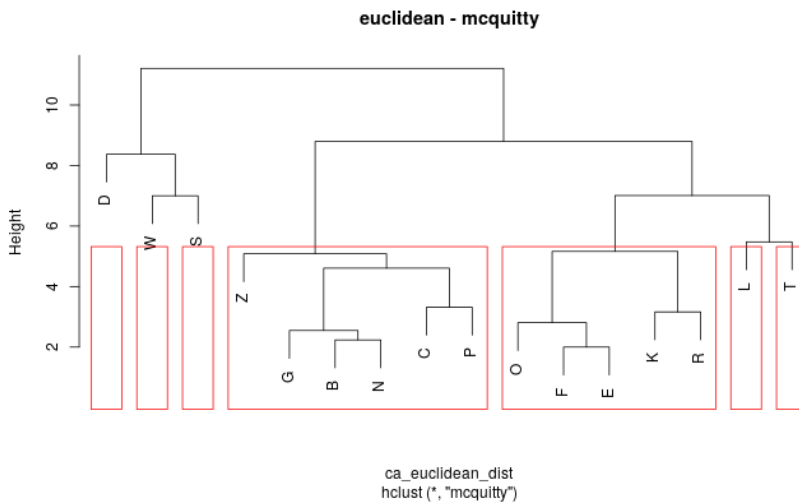 euclidean - mcquitty
Height
10
8
6
4
2
D
W
S
Z
G
B
N
C
P
O
F
E
K
R
L
T
ca_euclidean_dist
hclust (*, "mcquitty")